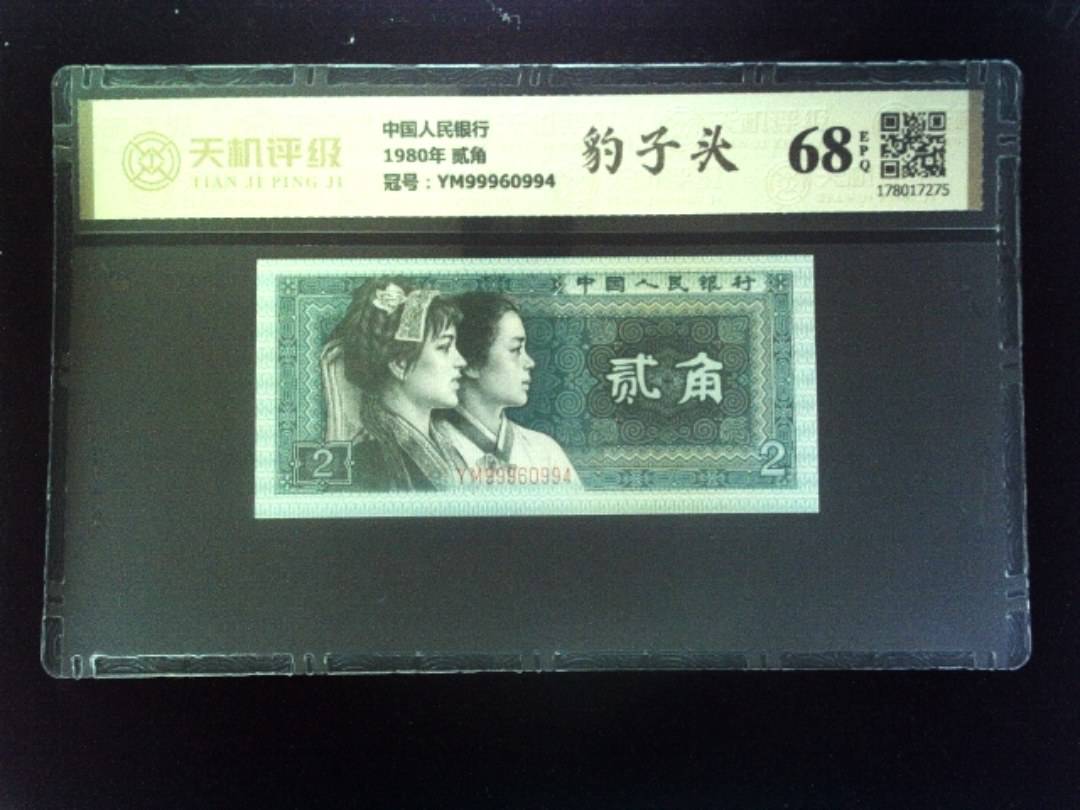 天机评级
TIAN JI PING JI
中国人民银行
1980年 贰角
冠号：YM99960994
豹子头
68
EPQ
178017275
中国人民银行
贰角
2
2
YM99960994